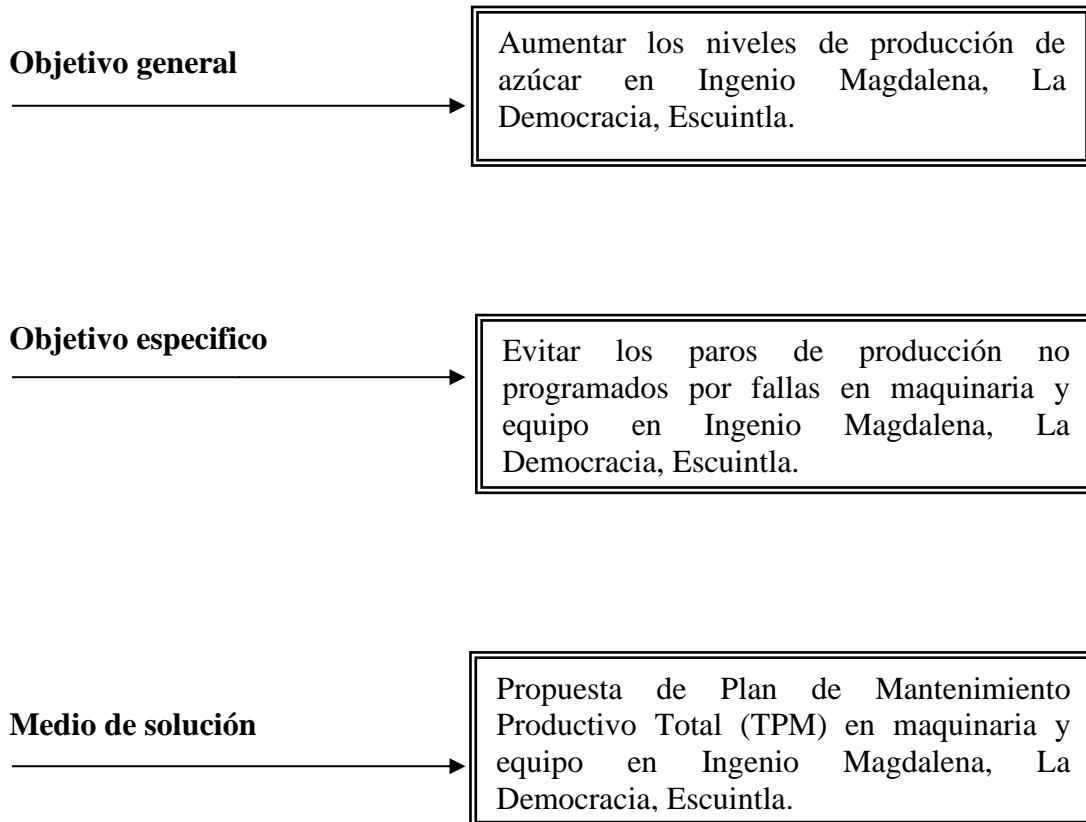 Objetivo general
Aumentar los niveles de producción de
azúcar en Ingenio Magdalena, La
Democracia, Escuintla.
Objetivo especifico
Evitar los paros de producción no
programados por fallas en maquinaria y
equipo en Ingenio Magdalena, La
Democracia, Escuintla.
Medio de solución
Propuesta de Plan de Mantenimiento
Productivo Total (TPM) en maquinaria y
equipo en Ingenio Magdalena, La
Democracia, Escuintla.